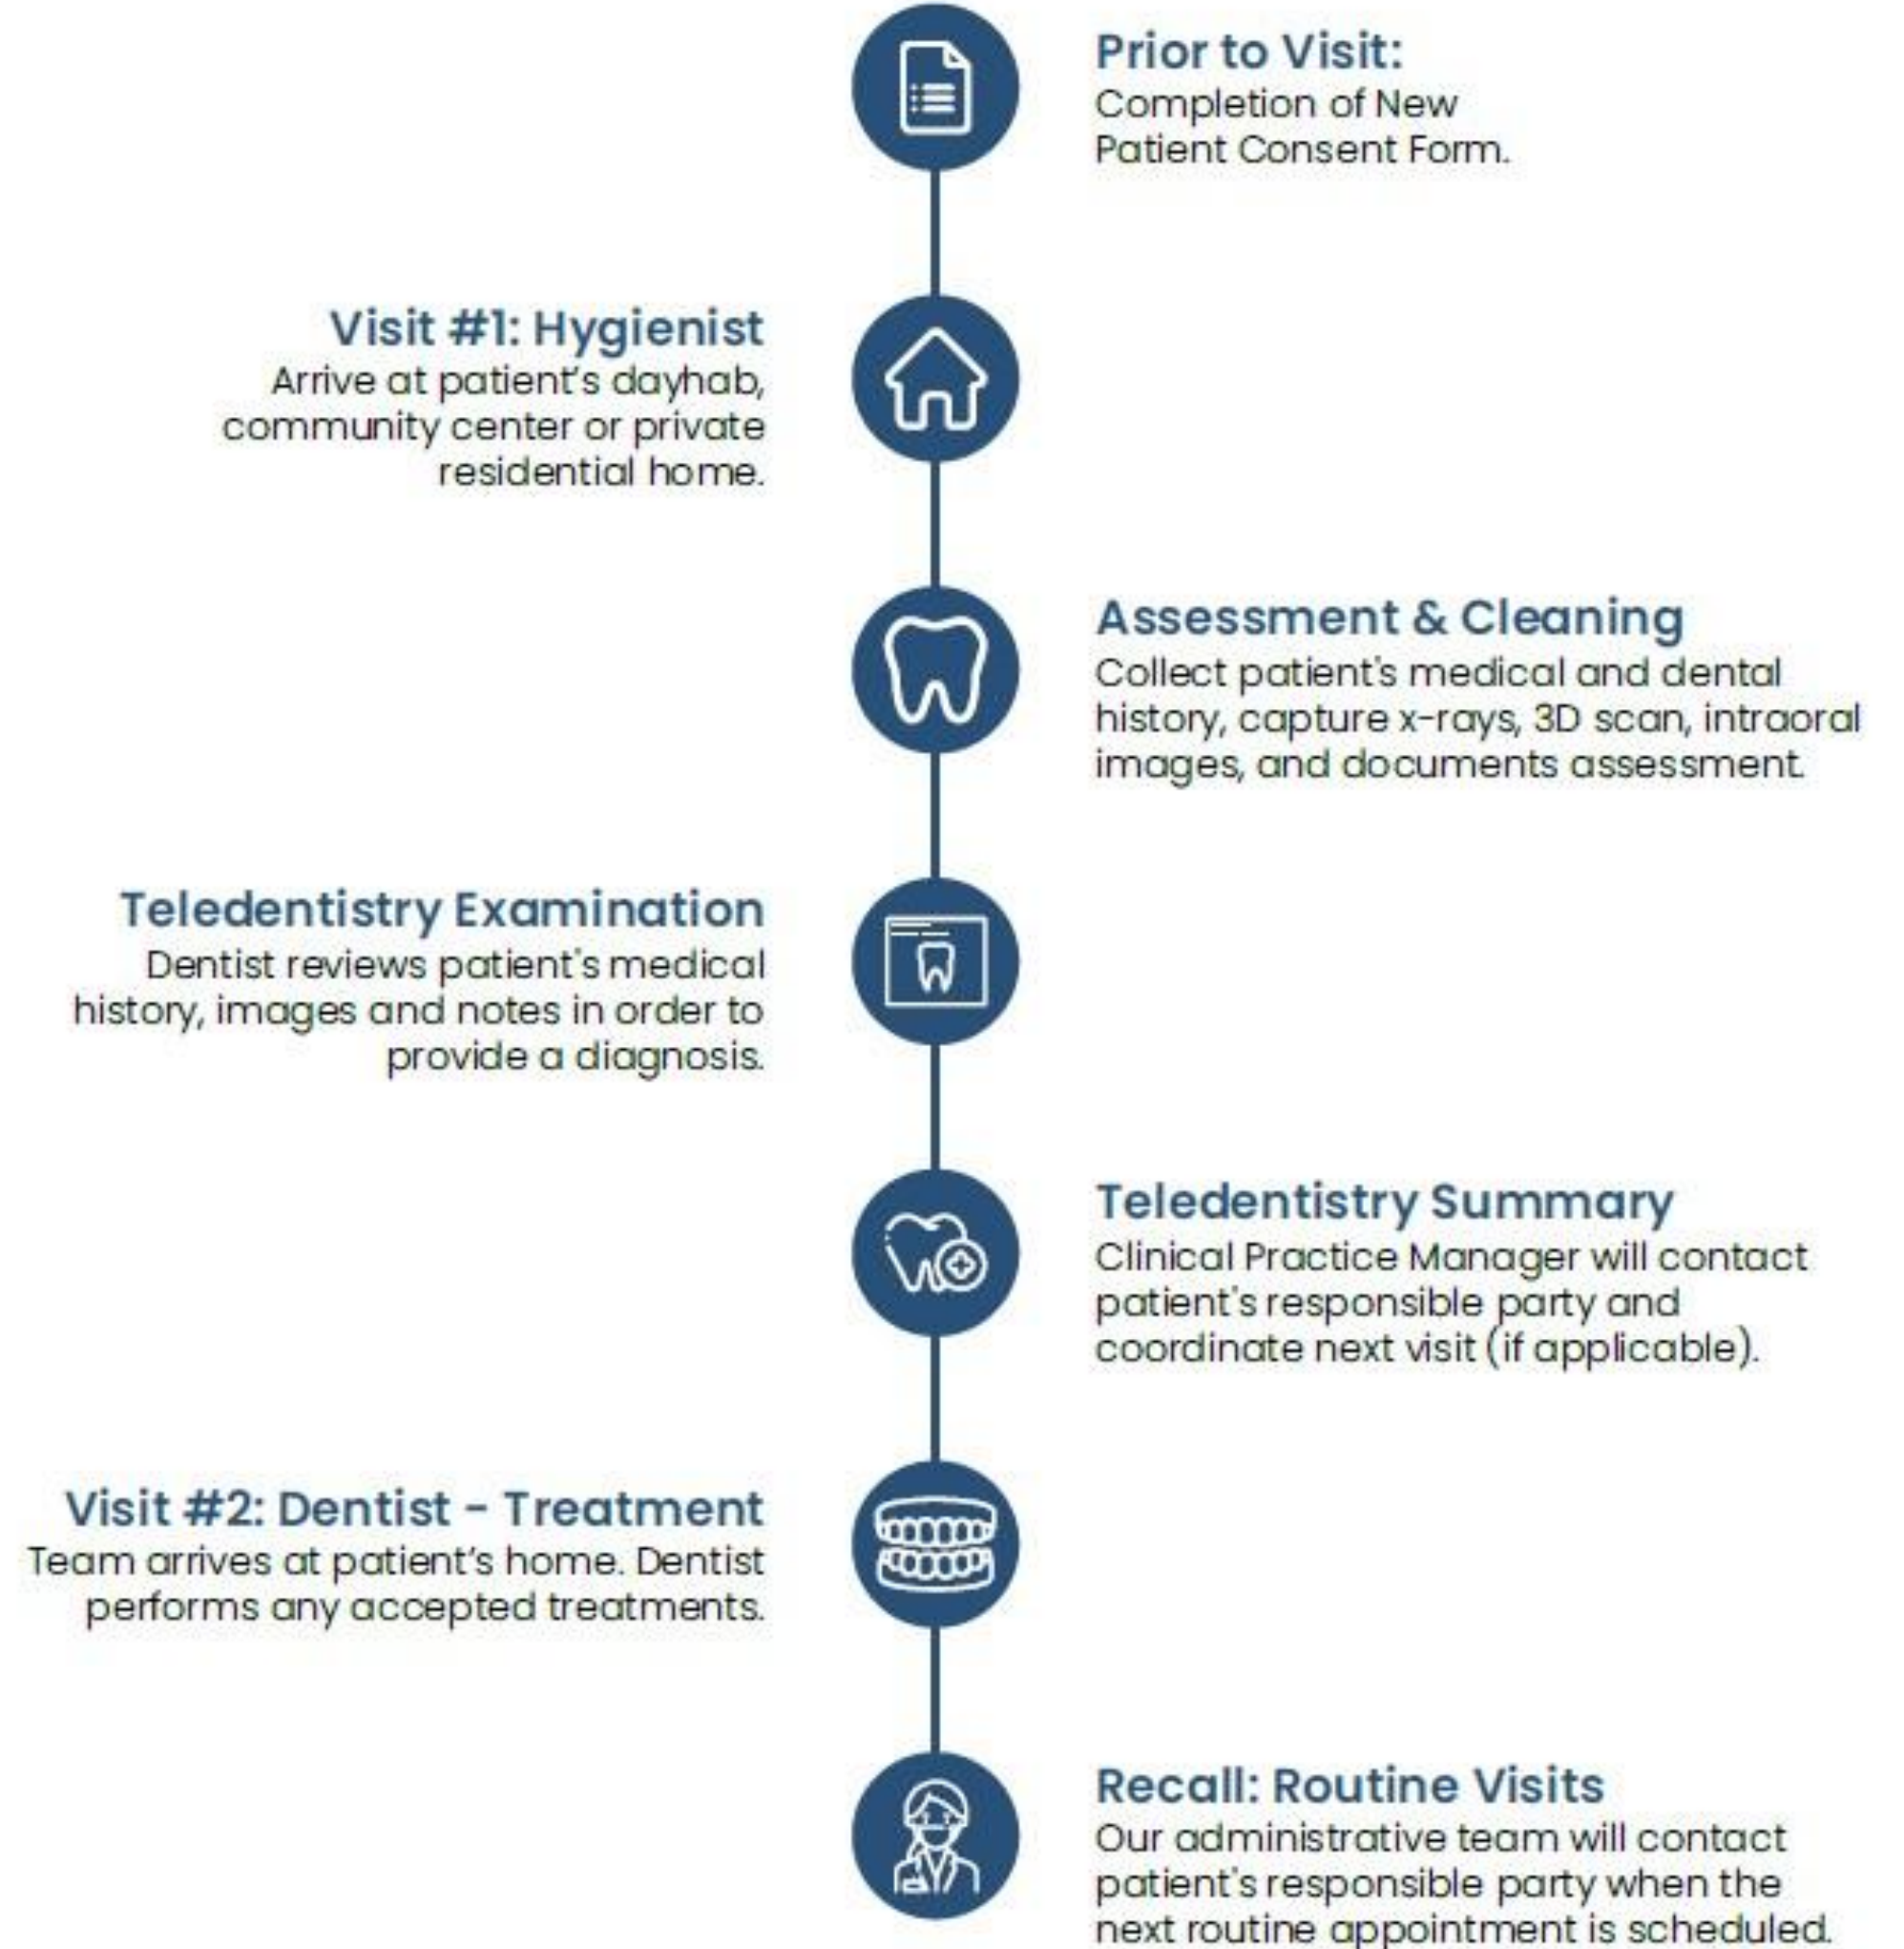 Prior to Visit:
Completion of New
Patient Consent Form.
Visit #1: Hygienist
Arrive at patient’s dayhab,
community center or private
residential home.
Assessment & Cleaning
Collect patient's medical and dental
history, capture x-rays, 3D scan, intraoral
images, and documents assessment.
Teledentistry Examination
Dentist reviews patient's medical
history, images and notes in order to
provide a diagnosis.
Teledentistry Summary
Clinical Practice Manager will contact
patient's responsible party and
coordinate next visit (if applicable).
Visit #2: Dentist - Treatment
Team arrives at patient’s home. Dentist
performs any accepted treatments.
Recall: Routine Visits
Our administrative team will contact
patient's responsible party when the
next routine appointment is scheduled.